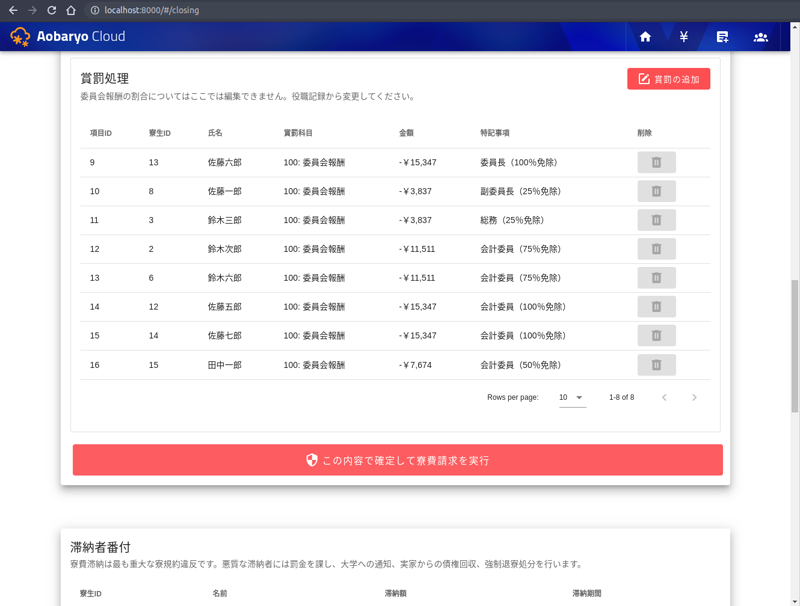 localhost:8000/#/closing
Aobaryo Cloud
賞罰処理
賞罰の追加
委員会報酬の割合についてはここでは編集できません。役職記録から変更してください。
項目ID 寮生ID 氏名 賞罰科目 金額 特記事項 削除
9 13 佐藤六郎 100: 委員会報酬 -￥15,347 委員長（100%免除）
10 8 佐藤一郎 100: 委員会報酬 -￥3,837 副委員長（25%免除）
11 3 鈴木三郎 100: 委員会報酬 -￥3,837 総務（25%免除）
12 2 鈴木次郎 100: 委員会報酬 -￥11,511 会計委員（75%免除）
13 6 鈴木六郎 100: 委員会報酬 -￥11,511 会計委員（75%免除）
14 12 佐藤五郎 100: 委員会報酬 -￥15,347 会計委員（100%免除）
15 14 佐藤七郎 100: 委員会報酬 -￥15,347 会計委員（100%免除）
16 15 田中一郎 100: 委員会報酬 -￥7,674 会計委員（50%免除）
Rows per page: 10 1-8 of 8
この内容で確定して寮費請求を実行
滞納者番付
寮費滞納は最も重大な寮規約違反です。悪質な滞納者には罰金を課し、大学への通知、実家からの債権回収、強制退寮処分を行います。
寮生ID 名前 滞納額 滞納期間